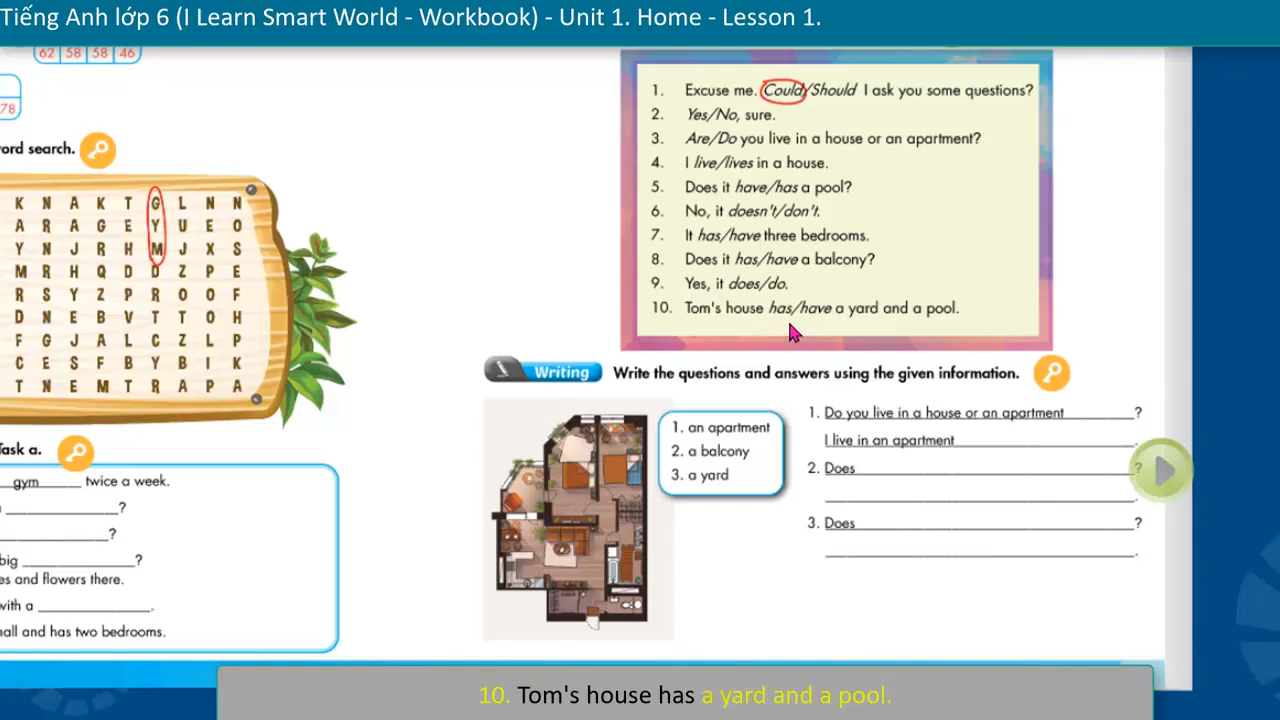 Tiếng Anh lớp 6 (I Learn Smart World - Workbook) - Unit 1. Home - Lesson 1.
62 58 58 46
78
ord search.
K N A K T G L N N
A R A G E Y U E O
Y N J R H M J X S
M R H Q D D Z P E
R S Y Z P R O O F
D N E B V T T O H
F G J A L C Z L P
C E S F B Y B I K
T N E M T R A P A
Task a.
gym twice a week.
?
?
big ?
es and flowers there.
with a .
all and has two bedrooms.
1. Excuse me. Could/Should I ask you some questions?
2. Yes/No, sure.
3. Are/Do you live in a house or an apartment?
4. I live/lives in a house.
5. Does it have/has a pool?
6. No, it doesn't/don't.
7. It has/have three bedrooms.
8. Does it has/have a balcony?
9. Yes, it does/do.
10. Tom's house has/have a yard and a pool.
Writing Write the questions and answers using the given information.
1. an apartment
2. a balcony
3. a yard
1. Do you live in a house or an apartment ?
I live in an apartment .
2. Does ?
.
3. Does ?
.
10. Tom's house has a yard and a pool.